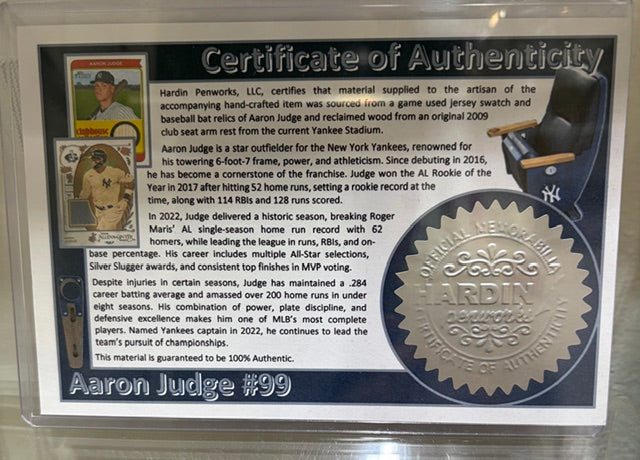 Certificate of Authenticity
AARON JUDGE
clubhouse
Hardin Penworks, LLC, certifies that material supplied to the artisan of the
accompanying hand-crafted item was sourced from a game used jersey swatch and
baseball bat relics of Aaron Judge and reclaimed wood from an original 2009
club seat arm rest from the current Yankee Stadium.
Aaron Judge is a star outfielder for the New York Yankees, renowned for
his towering 6-foot-7 frame, power, and athleticism. Since debuting in 2016,
he has become a cornerstone of the franchise. Judge won the AL Rookie of the
Year in 2017 after hitting 52 home runs, setting a rookie record at the
time, along with 114 RBIs and 128 runs scored.
In 2022, Judge delivered a historic season, breaking Roger
Maris' AL single-season home run record with 62
homers, while leading the league in runs, RBIs, and on-
base percentage. His career includes multiple All-Star selections,
Silver Slugger awards, and consistent top finishes in MVP voting.
Despite injuries in certain seasons, Judge has maintained a .284
career batting average and amassed over 200 home runs in under
eight seasons. His combination of power, plate discipline, and
defensive excellence makes him one of MLB's most complete
players. Named Yankees captain in 2022, he continues to lead the
team's pursuit of championships.
This material is guaranteed to be 100% Authentic.
Aaron Judge #99
NY
OFFICIAL MEMORABILIA
HARDIN
Penworks
CERTIFICATE OF AUTHENTICITY